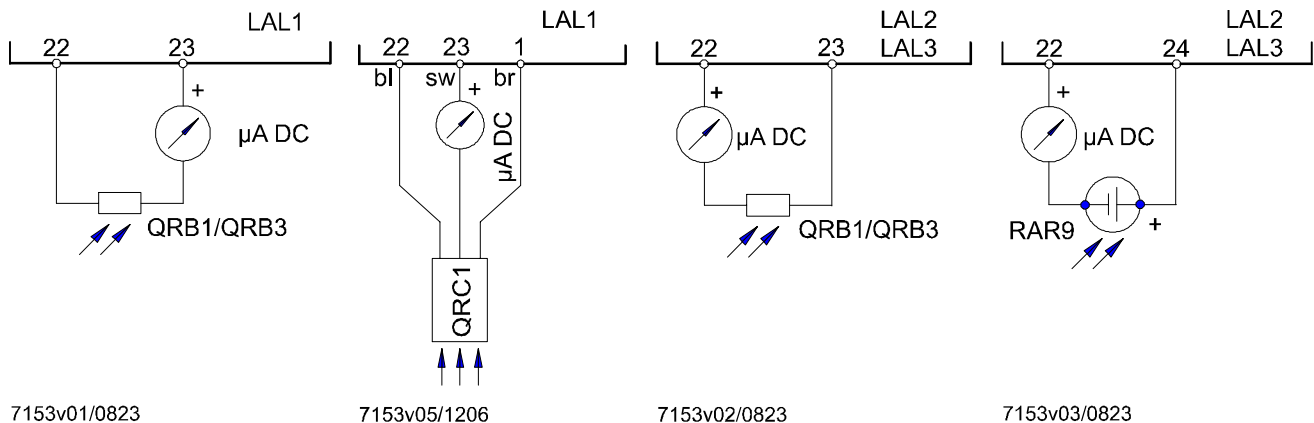 LAL1
22 23
+
µA DC
QRB1/QRB3
7153v01/0823
LAL1
22 23 1
bl sw br
+
µA DC
QRC1
7153v05/1206
LAL2
22 23 LAL3
+
µA DC
QRB1/QRB3
7153v02/0823
LAL2
22 24 LAL3
+
µA DC
RAR9 +
7153v03/0823